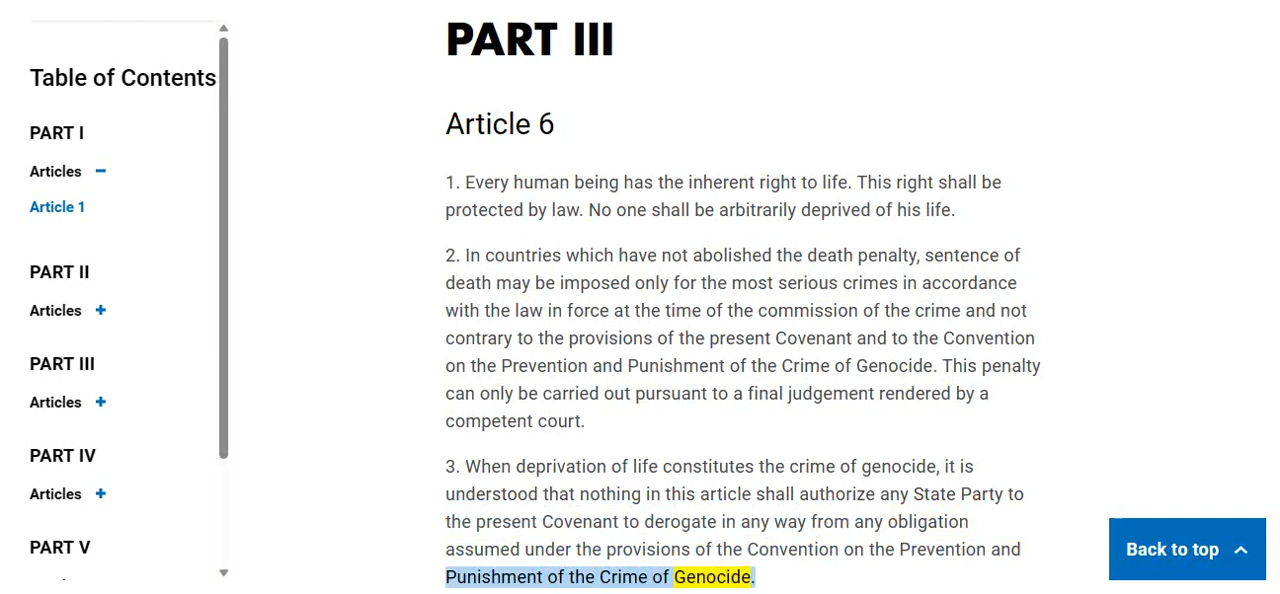 Table of Contents
PART I
Articles
Article 1
PART II
Articles
PART III
Articles
PART IV
Articles
PART V
PART III
Article 6
1. Every human being has the inherent right to life. This right shall be
protected by law. No one shall be arbitrarily deprived of his life.
2. In countries which have not abolished the death penalty, sentence of
death may be imposed only for the most serious crimes in accordance
with the law in force at the time of the commission of the crime and not
contrary to the provisions of the present Covenant and to the Convention
on the Prevention and Punishment of the Crime of Genocide. This penalty
can only be carried out pursuant to a final judgement rendered by a
competent court.
3. When deprivation of life constitutes the crime of genocide, it is
understood that nothing in this article shall authorize any State Party to
the present Covenant to derogate in any way from any obligation
assumed under the provisions of the Convention on the Prevention and
Punishment of the Crime of Genocide.
Back to top